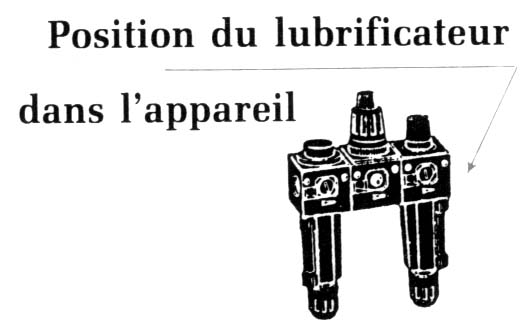 Position du lubrificateur
dans l'appareil